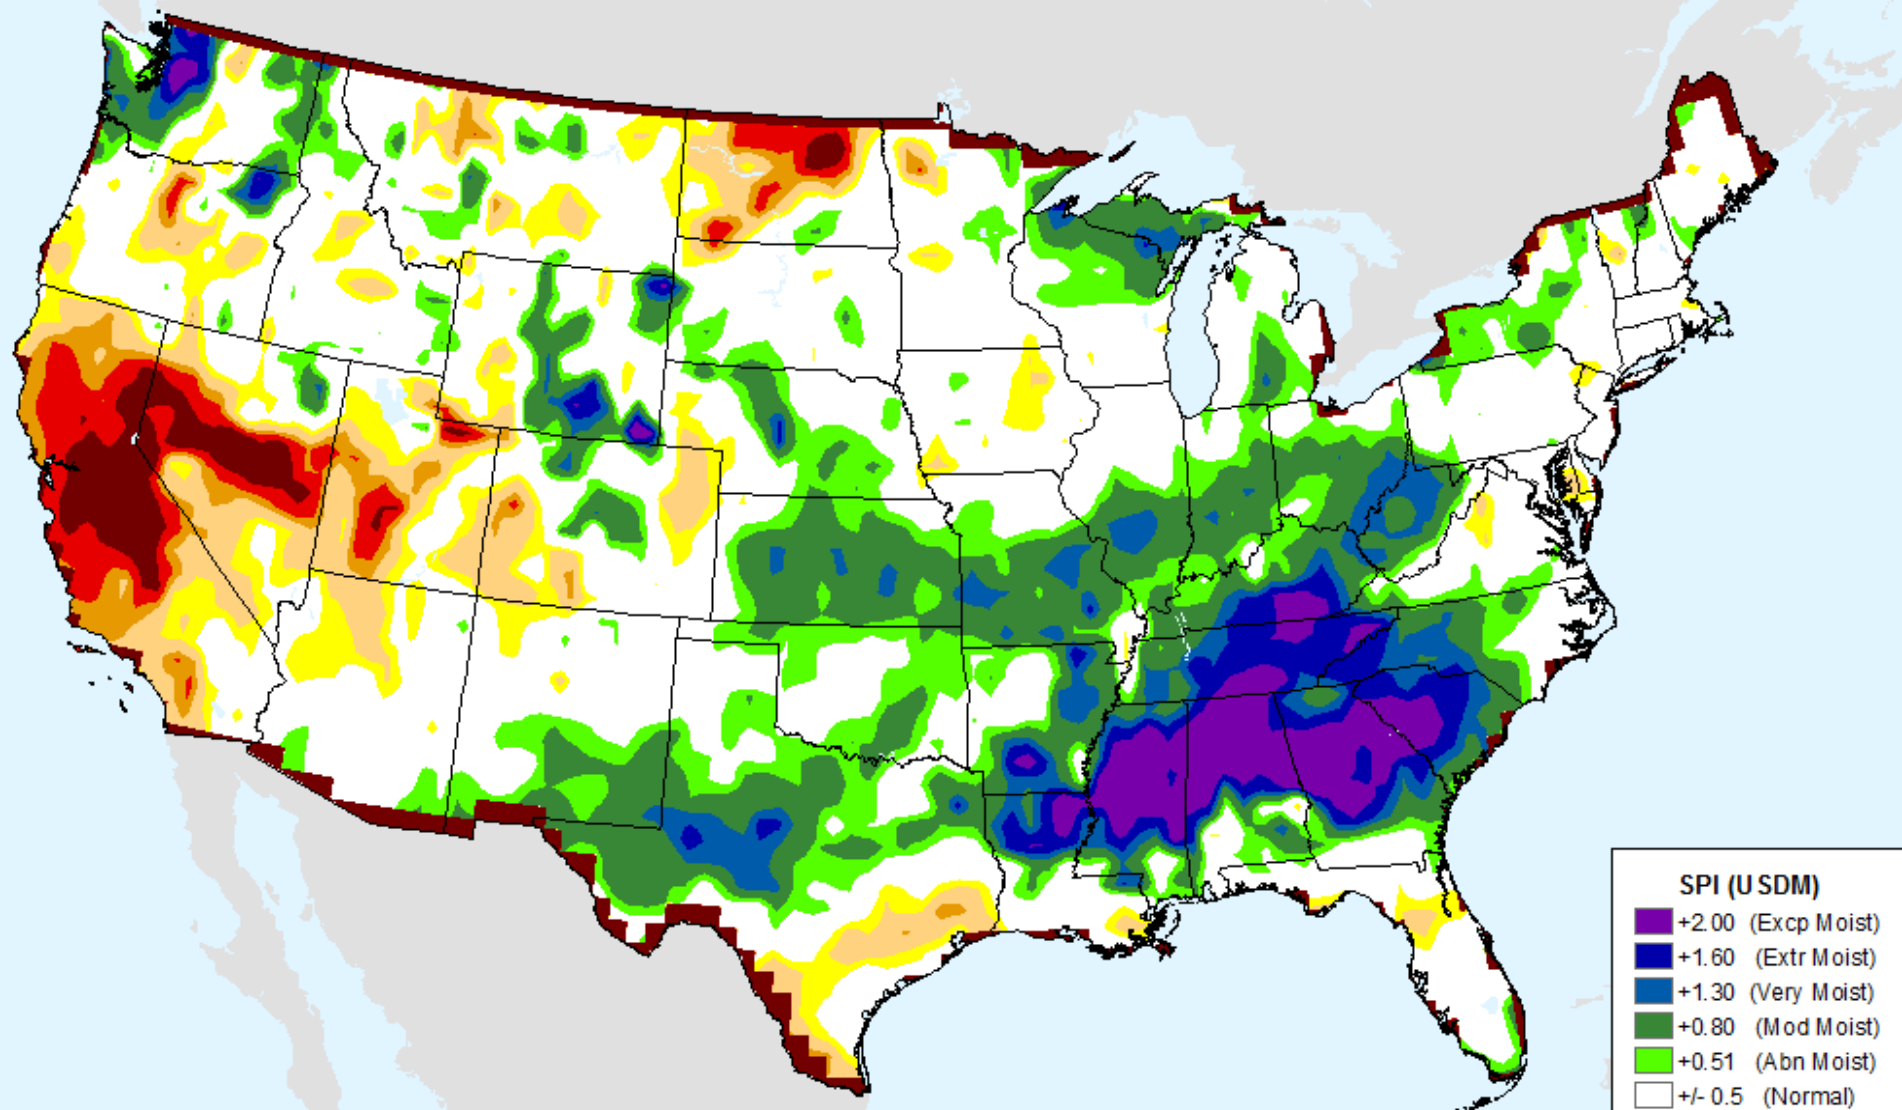 SPI (USDM)
+2.00 (Excp Moist)
+1.60 (Extr Moist)
+1.30 (Very Moist)
+0.80 (Mod Moist)
+0.51 (Abn Moist)
+/- 0.5 (Normal)